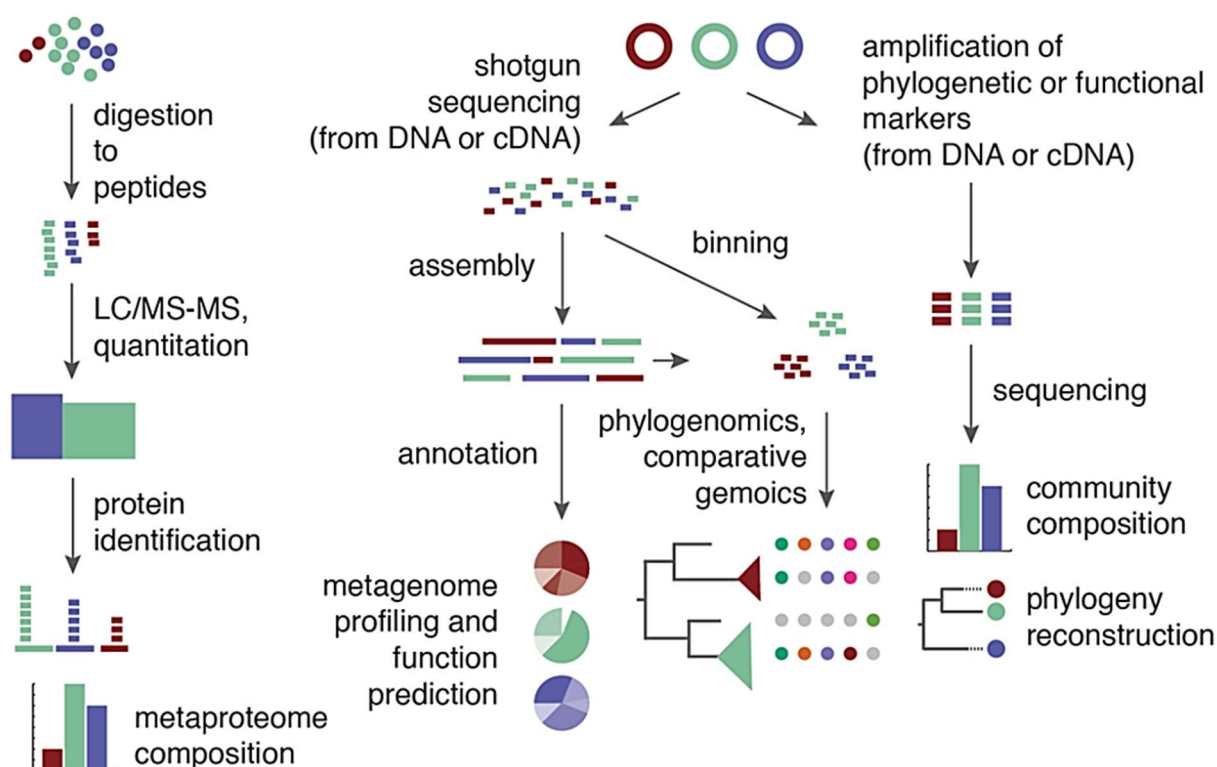 digestion
to
peptides
LC/MS-MS,
quantitation
protein
identification
metaproteome
composition
shotgun
sequencing
(from DNA or cDNA)
assembly
binning
annotation
phylogenomics,
comparative
gemoics
metagenome
profiling and
function
prediction
amplification of
phylogenetic or functional
markers
(from DNA or cDNA)
sequencing
community
composition
phylogeny
reconstruction